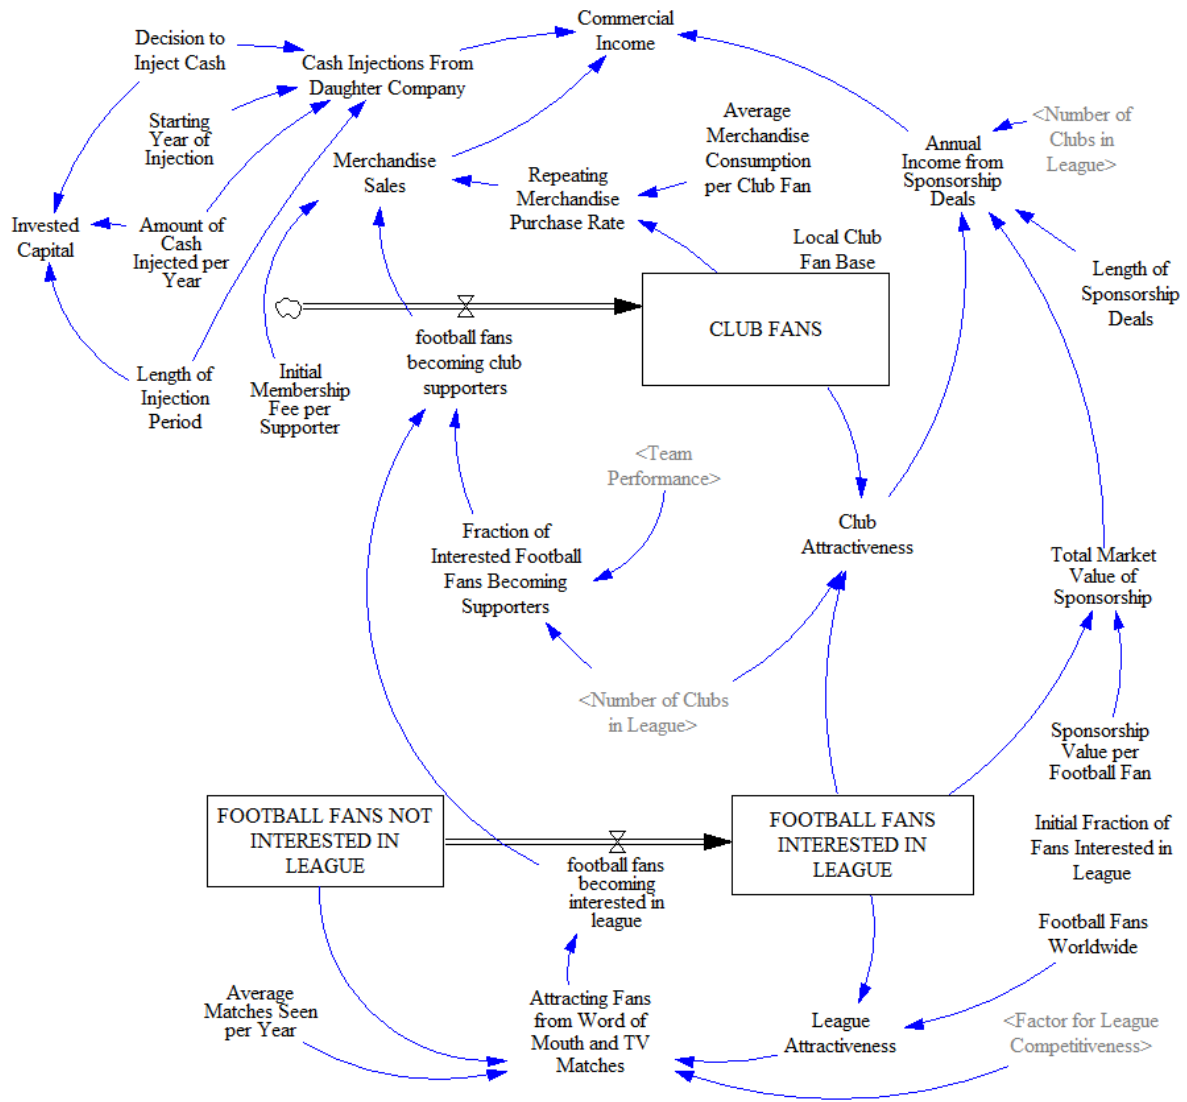 Commercial
Income
Decision to
Inject Cash
Cash Injections From
Daughter Company
Starting
Year of
Injection
Average
Merchandise
Consumption
per Club Fan
<Number of
Clubs in
League>
Merchandise
Sales
Annual
Income from
Sponsorship
Deals
Repeating
Merchandise
Purchase Rate
Invested
Capital
Amount of
Cash
Injected per
Year
Local Club
Fan Base
Length of
Sponsorship
Deals
CLUB FANS
football fans
becoming club
supporters
Length of
Injection
Period
Initial
Membership
Fee per
Supporter
<Team
Performance>
Fraction of
Interested Football
Fans Becoming
Supporters
Club
Attractiveness
Total Market
Value of
Sponsorship
<Number of Clubs
in League>
Sponsorship
Value per
Football Fan
FOOTBALL FANS NOT
INTERESTED IN
LEAGUE
FOOTBALL FANS
INTERESTED IN
LEAGUE
Initial Fraction of
Fans Interested in
League
football fans
becoming
interested in
league
Football Fans
Worldwide
Average
Matches Seen
per Year
Attracting Fans
from Word of
Mouth and TV
Matches
League
Attractiveness
<Factor for League
Competitiveness>